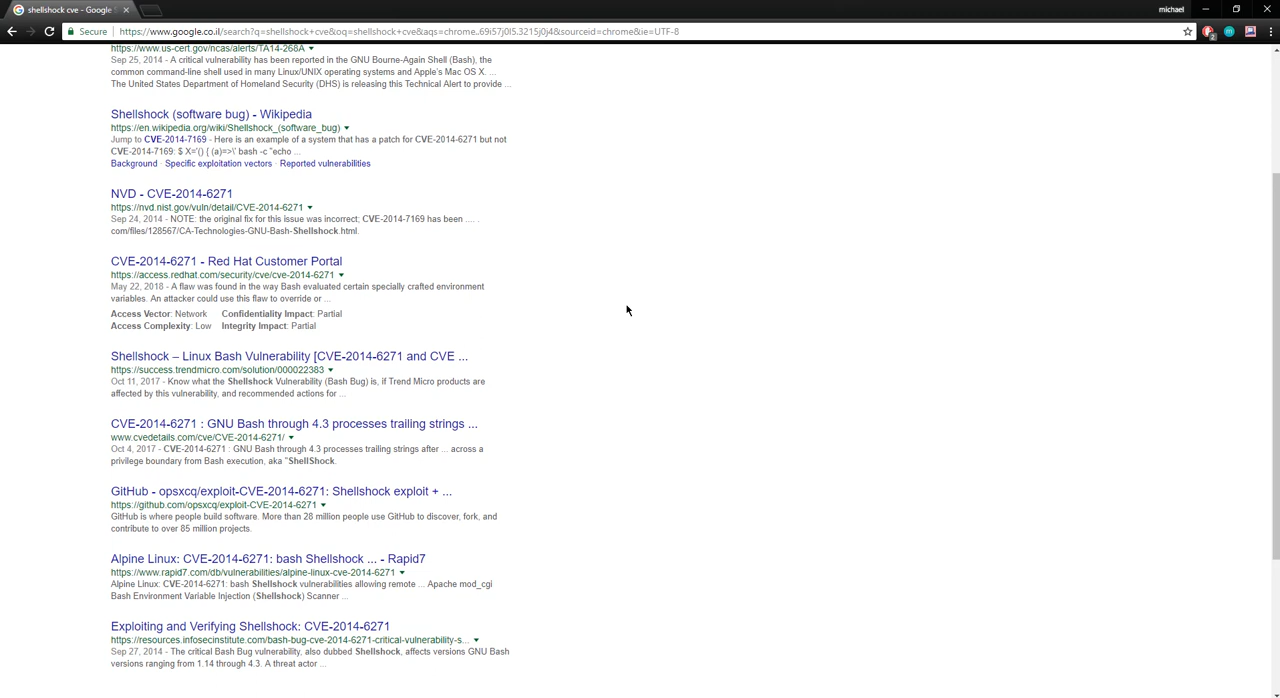 shellshock cve - Google S
michael
Secure
https://www.google.co.il/search?q=shellshock+cve&oq=shellshock+cve&aqs=chrome..69i57j0l5.3215j0j4&sourceid=chrome&ie=UTF-8
https://www.us-cert.gov/ncas/alerts/TA14-268A
Sep 25, 2014 - A critical vulnerability has been reported in the GNU Bourne-Again Shell (Bash), the
common command-line shell used in many Linux/UNIX operating systems and Apple's Mac OS X. ...
The United States Department of Homeland Security (DHS) is releasing this Technical Alert to provide ...
Shellshock (software bug) - Wikipedia
https://en.wikipedia.org/wiki/Shellshock_(software_bug)
Jump to CVE-2014-7169 - Here is an example of a system that has a patch for CVE-2014-6271 but not
CVE-2014-7169: $ X='() { (a)=>\' bash -c "echo ...
Background · Specific exploitation vectors · Reported vulnerabilities
NVD - CVE-2014-6271
https://nvd.nist.gov/vuln/detail/CVE-2014-6271
Sep 24, 2014 - NOTE: the original fix for this issue was incorrect; CVE-2014-7169 has been .... .
com/files/128567/CA-Technologies-GNU-Bash-Shellshock.html.
CVE-2014-6271 - Red Hat Customer Portal
https://access.redhat.com/security/cve/cve-2014-6271
May 22, 2018 - A flaw was found in the way Bash evaluated certain specially crafted environment
variables. An attacker could use this flaw to override or ...
Access Vector: Network Confidentiality Impact: Partial
Access Complexity: Low Integrity Impact: Partial
Shellshock – Linux Bash Vulnerability [CVE-2014-6271 and CVE ...
https://success.trendmicro.com/solution/000022383
Oct 11, 2017 - Know what the Shellshock Vulnerability (Bash Bug) is, if Trend Micro products are
affected by this vulnerability, and recommended actions for ...
CVE-2014-6271 : GNU Bash through 4.3 processes trailing strings ...
www.cvedetails.com/cve/CVE-2014-6271/
Oct 4, 2017 - CVE-2014-6271 : GNU Bash through 4.3 processes trailing strings after ... across a
privilege boundary from Bash execution, aka "ShellShock.
GitHub - opsxcq/exploit-CVE-2014-6271: Shellshock exploit + ...
https://github.com/opsxcq/exploit-CVE-2014-6271
GitHub is where people build software. More than 28 million people use GitHub to discover, fork, and
contribute to over 85 million projects.
Alpine Linux: CVE-2014-6271: bash Shellshock ... - Rapid7
https://www.rapid7.com/db/vulnerabilities/alpine-linux-cve-2014-6271
Alpine Linux: CVE-2014-6271: bash Shellshock vulnerabilities allowing remote ... Apache mod_cgi
Bash Environment Variable Injection (Shellshock) Scanner ...
Exploiting and Verifying Shellshock: CVE-2014-6271
https://resources.infosecinstitute.com/bash-bug-cve-2014-6271-critical-vulnerability-s...
Sep 27, 2014 - The critical Bash Bug vulnerability, also dubbed Shellshock, affects versions GNU Bash
versions ranging from 1.14 through 4.3. A threat actor ...